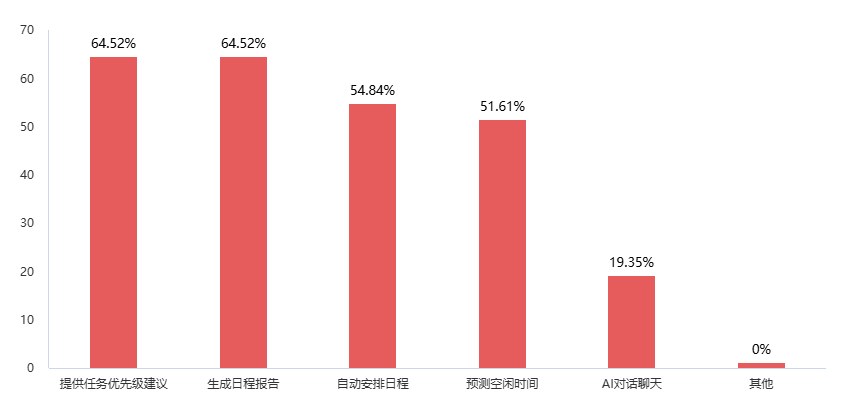 70
60
50
40
30
20
10
0
64.52%
64.52%
54.84%
51.61%
19.35%
0%
提供任务优先级建议
生成日程报告
自动安排日程
预测空闲时间
AI对话聊天
其他